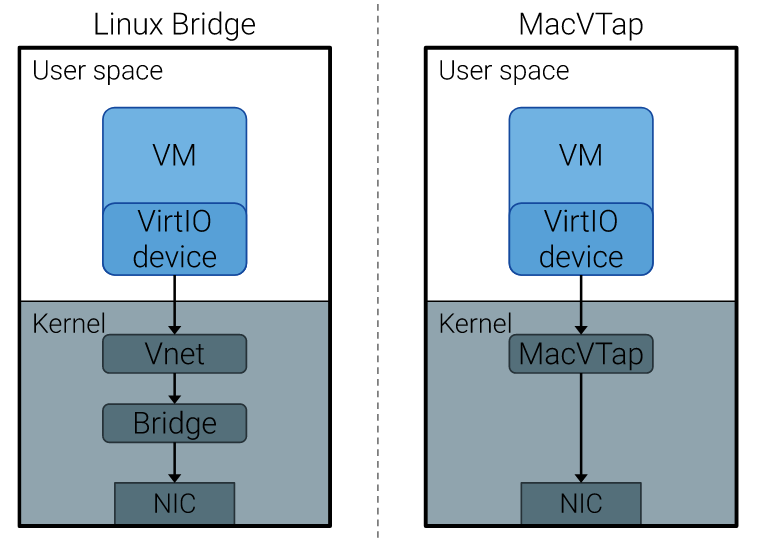 Linux Bridge
User space
VM
VirtIO
device
Kernel
Vnet
Bridge
NIC
MacVTap
User space
VM
VirtIO
device
Kernel
MacVTap
NIC